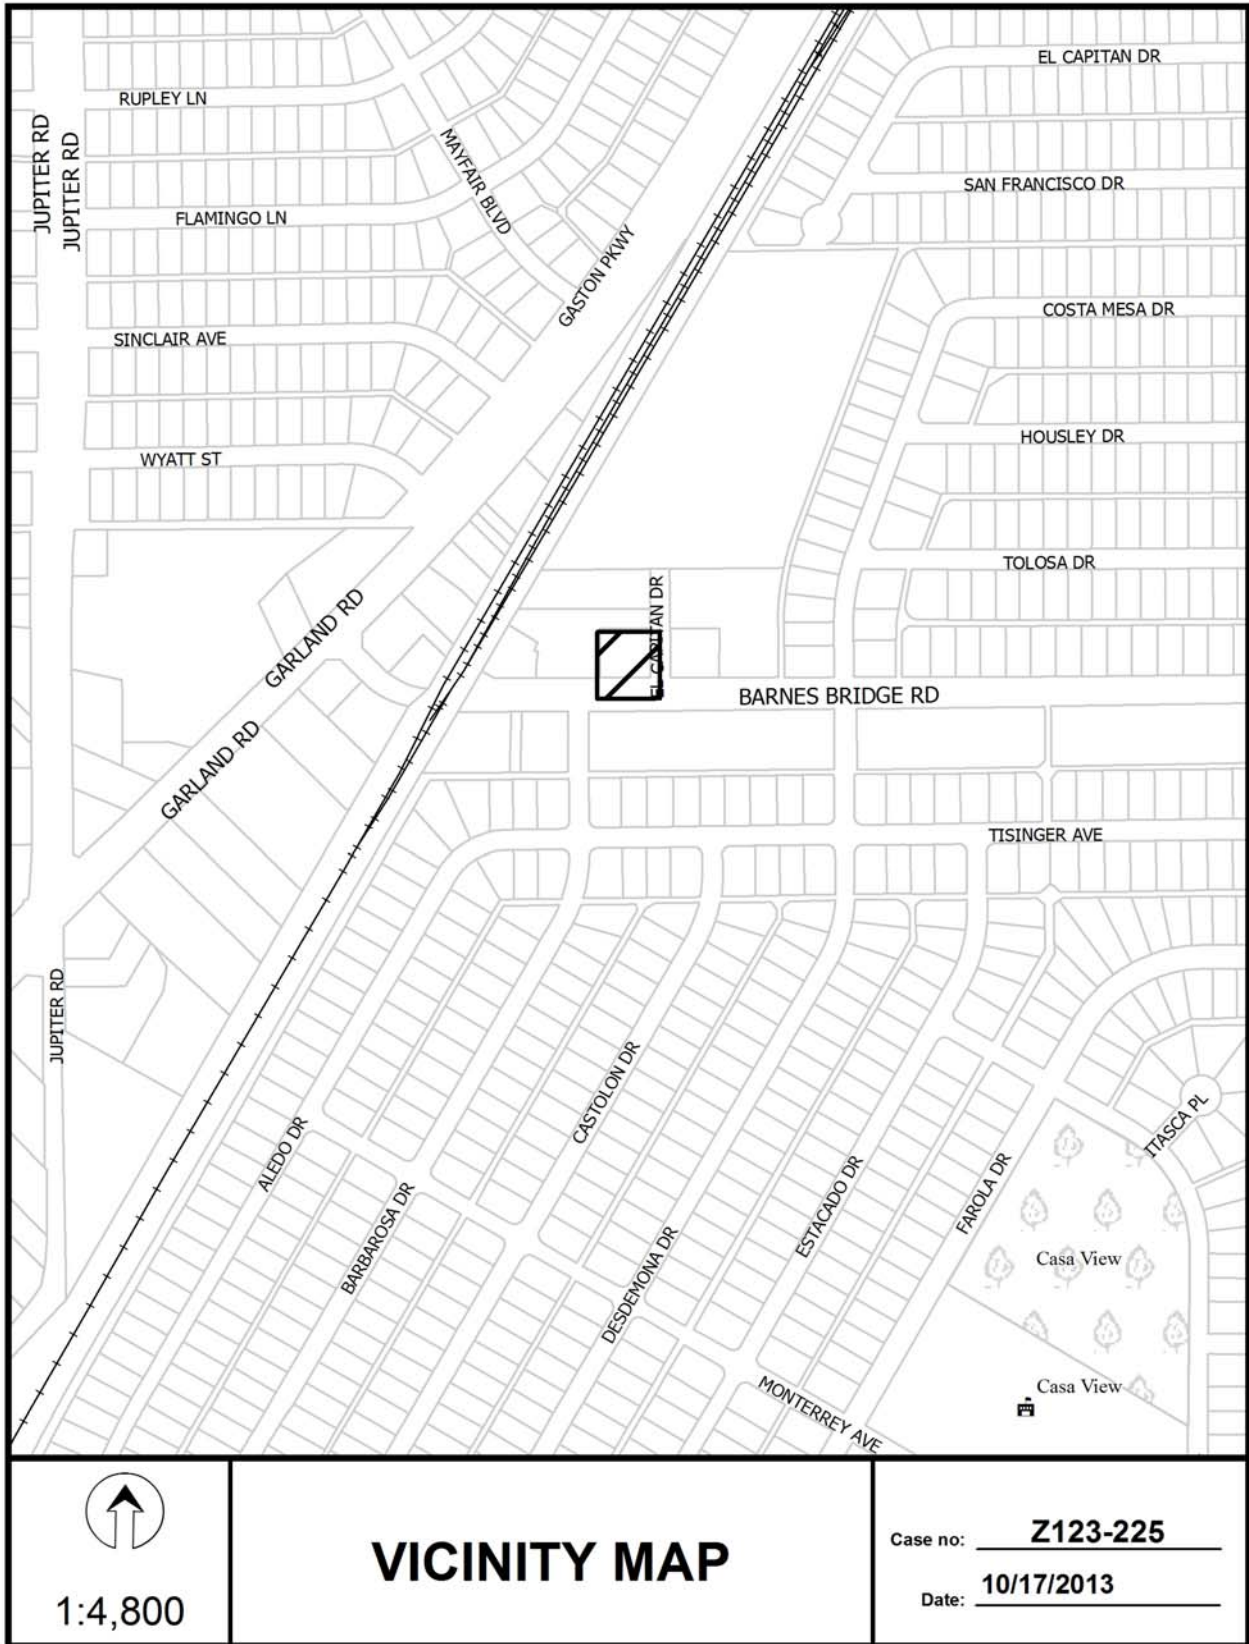 EL CAPITAN DR
RUPLEY LN
JUPITER RD
JUPITER RD
MAYFAIR BLVD
SAN FRANCISCO DR
FLAMINGO LN
GASTON PKWY
COSTA MESA DR
SINCLAIR AVE
HOUSLEY DR
WYATT ST
TOLOSA DR
EL CAPITAN DR
GARLAND RD
BARNES BRIDGE RD
GARLAND RD
TISINGER AVE
JUPITER RD
CASTOLON DR
ITASCA PL
ALEDO DR
BARBAROSA DR
ESTACADO DR
FAROLA DR
DESDEMONA DR
Casa View
Casa View
MONTERREY AVE
1:4,800
VICINITY MAP
Case no: Z123-225
Date: 10/17/2013